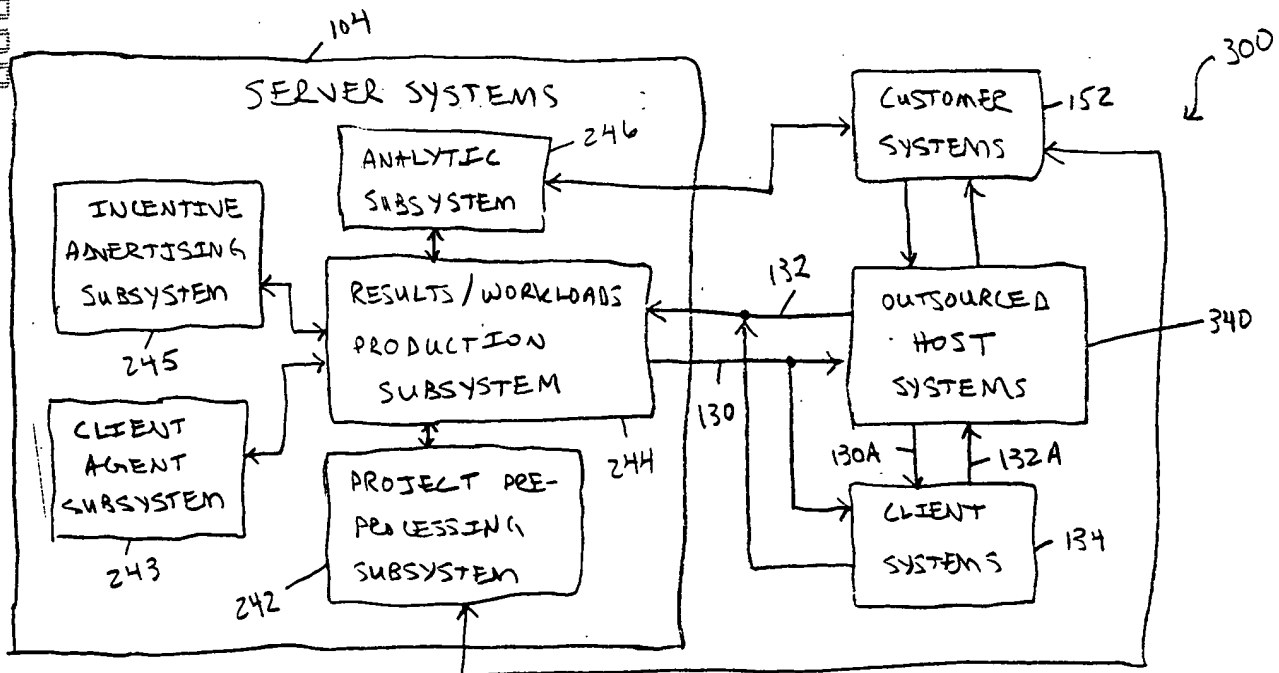 104
300
SERVER SYSTEMS
CUSTOMER
SYSTEMS
152
246
ANALYTIC
SUBSYSTEM
INCENTIVE
ADVERTISING
SUBSYSTEM
245
RESULTS/WORKLOADS
PRODUCTION
SUBSYSTEM
244
132
130
OUTSOURCED
HOST
SYSTEMS
340
CLIENT
AGENT
SUBSYSTEM
243
PROJECT PRE-
PROCESSING
SUBSYSTEM
242
130A
132A
CLIENT
SYSTEMS
134